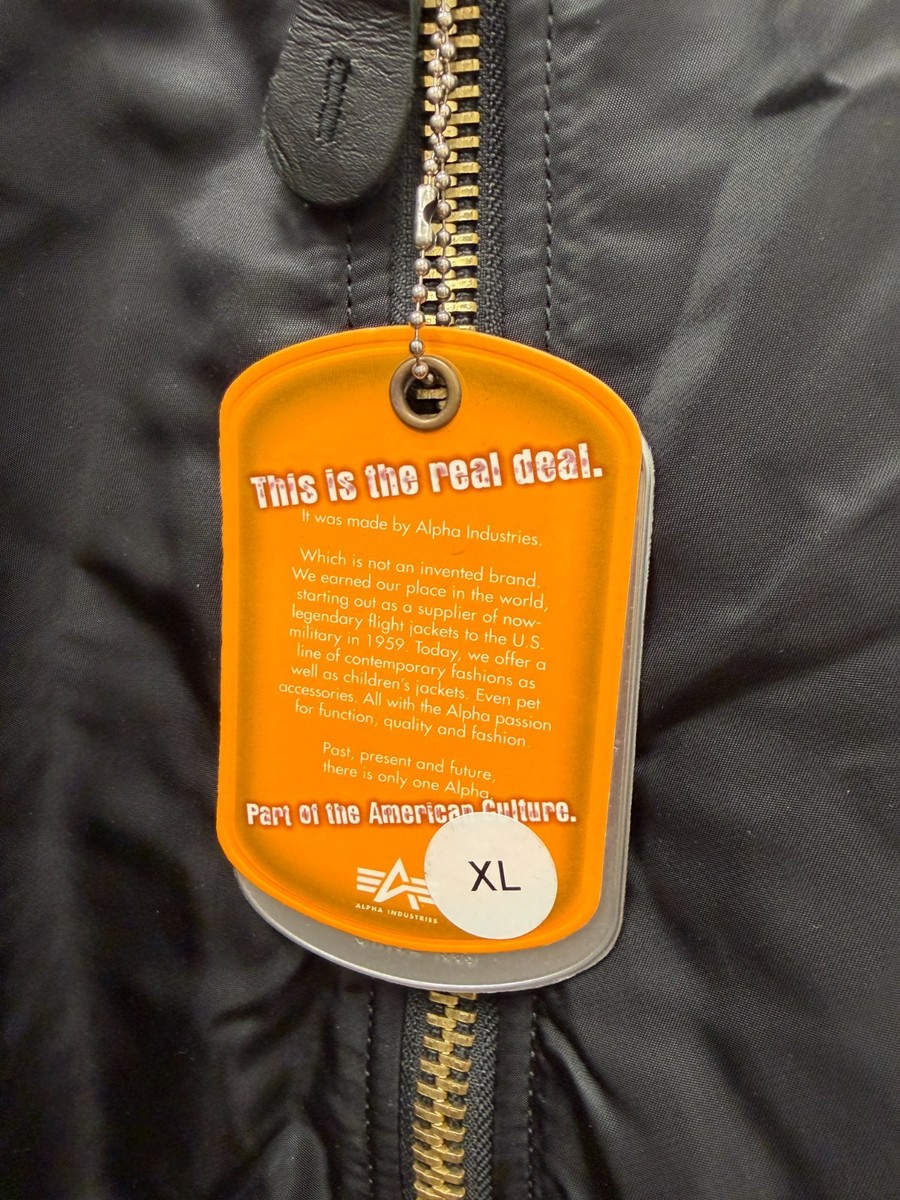 This is the real deal.
It was made by Alpha Industries.
Which is not an invented brand.
We earned our place in the world,
starting out as a supplier of now-
legendary flight jackets to the U.S.
military in 1959. Today, we offer a
line of contemporary fashions as
well as children's jackets. Even pet
accessories. All with the Alpha passion
for function, quality and fashion.
Past, present and future,
there is only one Alpha.
Part of the American Culture.
ALPHA INDUSTRIES
XL